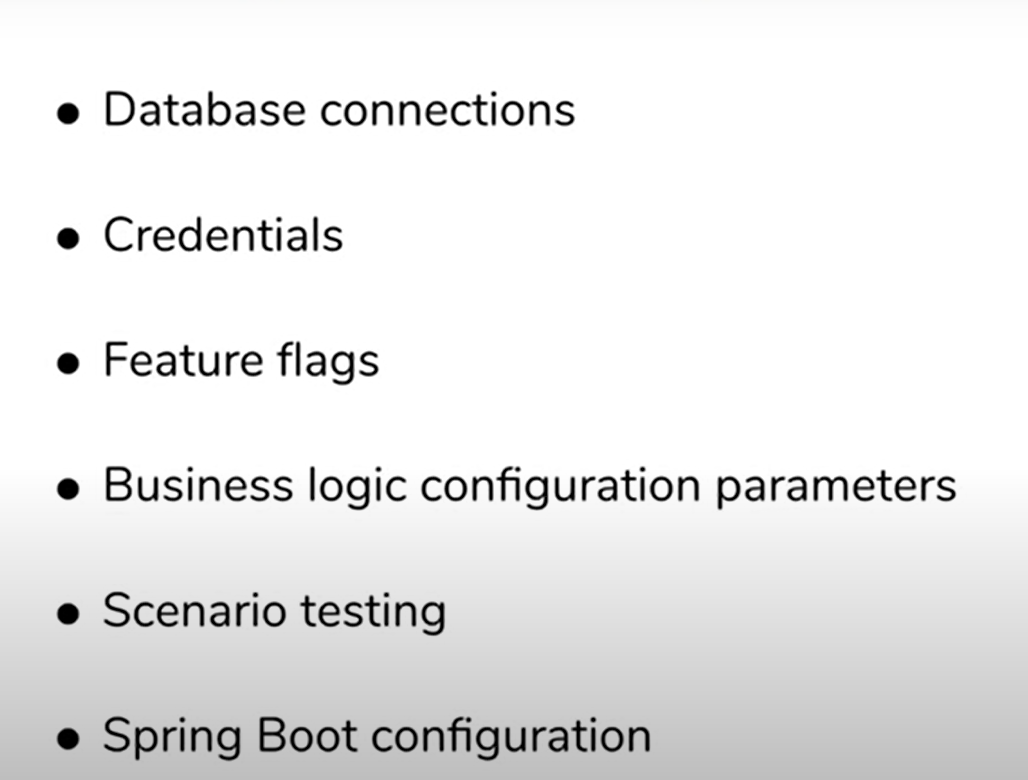 ● Database connections
● Credentials
● Feature flags
● Business logic configuration parameters
● Scenario testing
● Spring Boot configuration